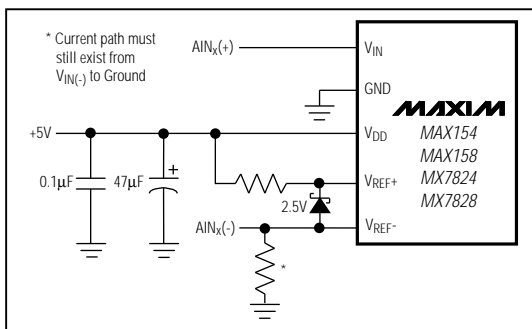 * Current path must
still exist from
VIN(-) to Ground
AINx(+)
VIN
GND
MAXIM
MAX154
MAX158
MX7824
MX7828
+5V
VDD
0.1µF
47µF
+
VREF+
2.5V
AINx(-)
VREF-
*